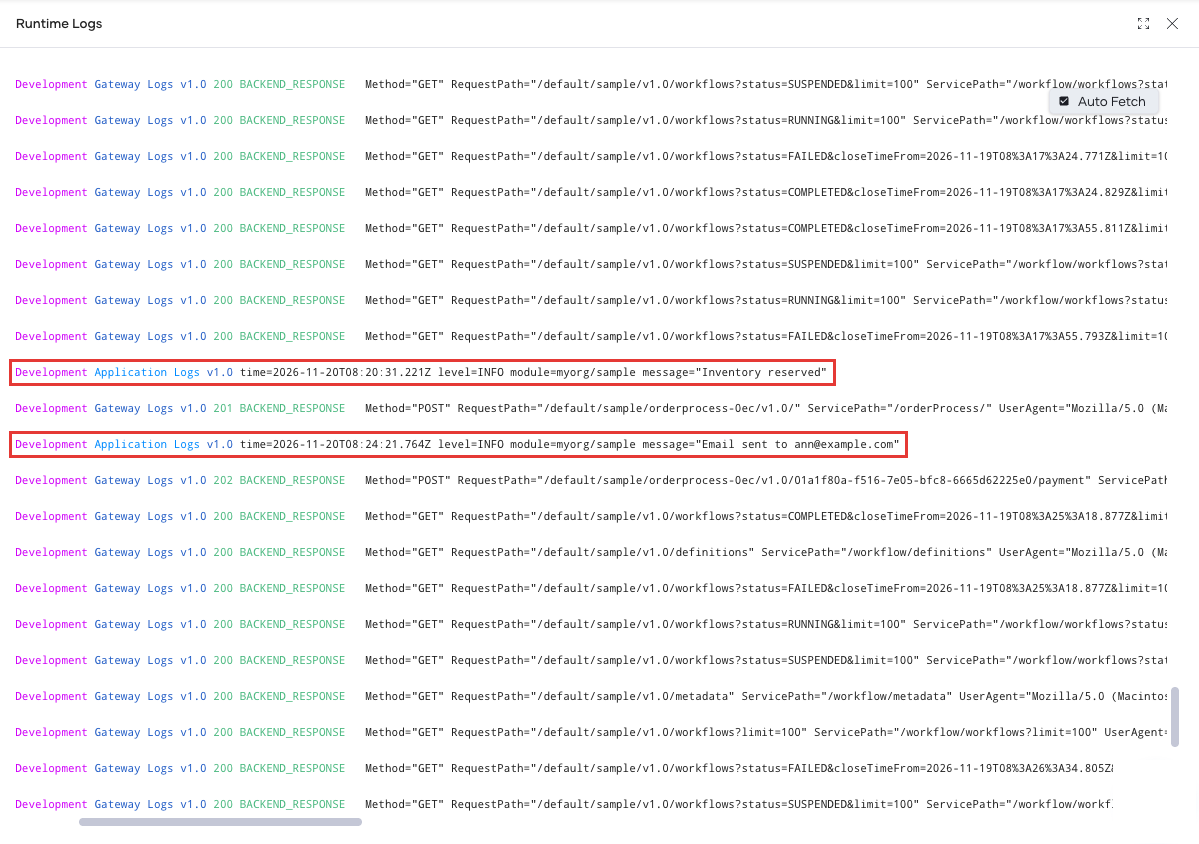 Runtime Logs
Development Gateway Logs v1.0 200 BACKEND_RESPONSE Method="GET" RequestPath="/default/sample/v1.0/workflows?status=SUSPENDED&limit=100" ServicePath="/workflow/workflows?stat
Auto Fetch
Development Gateway Logs v1.0 200 BACKEND_RESPONSE Method="GET" RequestPath="/default/sample/v1.0/workflows?status=RUNNING&limit=100" ServicePath="/workflow/workflows?status
Development Gateway Logs v1.0 200 BACKEND_RESPONSE Method="GET" RequestPath="/default/sample/v1.0/workflows?status=FAILED&closeTimeFrom=2026-11-19T08%3A17%3A24.771Z&limit=10
Development Gateway Logs v1.0 200 BACKEND_RESPONSE Method="GET" RequestPath="/default/sample/v1.0/workflows?status=COMPLETED&closeTimeFrom=2026-11-19T08%3A17%3A24.829Z&limit
Development Gateway Logs v1.0 200 BACKEND_RESPONSE Method="GET" RequestPath="/default/sample/v1.0/workflows?status=COMPLETED&closeTimeFrom=2026-11-19T08%3A17%3A55.811Z&limit
Development Gateway Logs v1.0 200 BACKEND_RESPONSE Method="GET" RequestPath="/default/sample/v1.0/workflows?status=SUSPENDED&limit=100" ServicePath="/workflow/workflows?stat
Development Gateway Logs v1.0 200 BACKEND_RESPONSE Method="GET" RequestPath="/default/sample/v1.0/workflows?status=RUNNING&limit=100" ServicePath="/workflow/workflows?status
Development Gateway Logs v1.0 200 BACKEND_RESPONSE Method="GET" RequestPath="/default/sample/v1.0/workflows?status=FAILED&closeTimeFrom=2026-11-19T08%3A17%3A55.793Z&limit=10
Development Application Logs v1.0 time=2026-11-20T08:20:31.221Z level=INFO module=myorg/sample message="Inventory reserved"
Development Gateway Logs v1.0 201 BACKEND_RESPONSE Method="POST" RequestPath="/default/sample/orderprocess-0ec/v1.0/" ServicePath="/orderProcess/" UserAgent="Mozilla/5.0 (Ma
Development Application Logs v1.0 time=2026-11-20T08:24:21.764Z level=INFO module=myorg/sample message="Email sent to ann@example.com"
Development Gateway Logs v1.0 202 BACKEND_RESPONSE Method="POST" RequestPath="/default/sample/orderprocess-0ec/v1.0/01a1f80a-f516-7e05-bfc8-6665d62225e0/payment" ServicePath
Development Gateway Logs v1.0 200 BACKEND_RESPONSE Method="GET" RequestPath="/default/sample/v1.0/workflows?status=COMPLETED&closeTimeFrom=2026-11-19T08%3A25%3A18.877Z&limit
Development Gateway Logs v1.0 200 BACKEND_RESPONSE Method="GET" RequestPath="/default/sample/v1.0/definitions" ServicePath="/workflow/definitions" UserAgent="Mozilla/5.0 (Ma
Development Gateway Logs v1.0 200 BACKEND_RESPONSE Method="GET" RequestPath="/default/sample/v1.0/workflows?status=FAILED&closeTimeFrom=2026-11-19T08%3A25%3A18.877Z&limit=10
Development Gateway Logs v1.0 200 BACKEND_RESPONSE Method="GET" RequestPath="/default/sample/v1.0/workflows?status=RUNNING&limit=100" ServicePath="/workflow/workflows?status
Development Gateway Logs v1.0 200 BACKEND_RESPONSE Method="GET" RequestPath="/default/sample/v1.0/workflows?status=SUSPENDED&limit=100" ServicePath="/workflow/workflows?stat
Development Gateway Logs v1.0 200 BACKEND_RESPONSE Method="GET" RequestPath="/default/sample/v1.0/metadata" ServicePath="/workflow/metadata" UserAgent="Mozilla/5.0 (Macintos
Development Gateway Logs v1.0 200 BACKEND_RESPONSE Method="GET" RequestPath="/default/sample/v1.0/workflows?limit=100" ServicePath="/workflow/workflows?limit=100" UserAgent=
Development Gateway Logs v1.0 200 BACKEND_RESPONSE Method="GET" RequestPath="/default/sample/v1.0/workflows?status=FAILED&closeTimeFrom=2026-11-19T08%3A26%3A34.805Z&
Development Gateway Logs v1.0 200 BACKEND_RESPONSE Method="GET" RequestPath="/default/sample/v1.0/workflows?status=SUSPENDED&limit=100" ServicePath="/workflow/workf